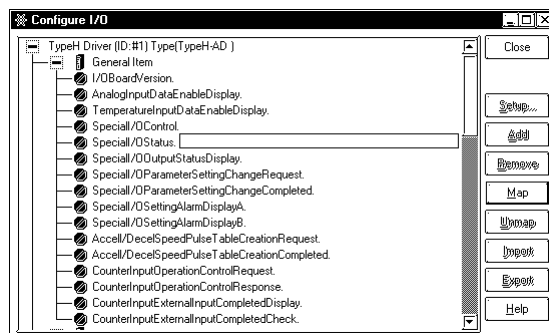 Configure I/O
TypeH Driver (ID:#1) Type(TypeH-AD )
General Item
I/OBoardVersion.
AnalogInputDataEnableDisplay.
TemperatureInputDataEnableDisplay.
SpecialI/OControl.
SpecialI/OStatus.
SpecialI/OOutputStatusDisplay.
SpecialI/OParameterSettingChangeRequest.
SpecialI/OParameterSettingChangeCompleted.
SpecialI/OSettingAlarmDisplayA.
SpecialI/OSettingAlarmDisplayB.
Accell/DecelSpeedPulseTableCreationRequest.
Accell/DecelSpeedPulseTableCreationCompleted.
CounterInputOperationControlRequest.
CounterInputOperationControlResponse.
CounterInputExternalInputCompletedDisplay.
CounterInputExternalInputCompletedCheck.
Close
Setup...
Add
Remove
Map
Unmap
Import
Export
Help